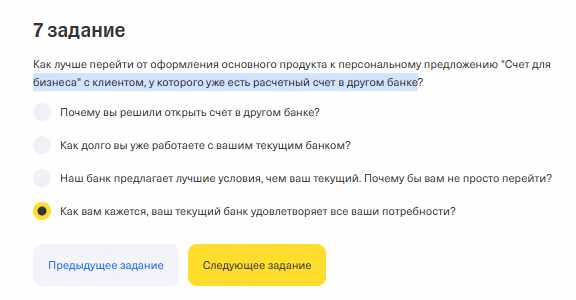 7 задание
Как лучше перейти от оформления основного продукта к персональному предложению "Счет для
бизнеса" с клиентом, у которого уже есть расчетный счет в другом банке?
Почему вы решили открыть счет в другом банке?
Как долго вы уже работаете с вашим текущим банком?
Наш банк предлагает лучшие условия, чем ваш текущий. Почему бы вам не просто перейти?
Как вам кажется, ваш текущий банк удовлетворяет все ваши потребности?
Предыдущее задание
Следующее задание